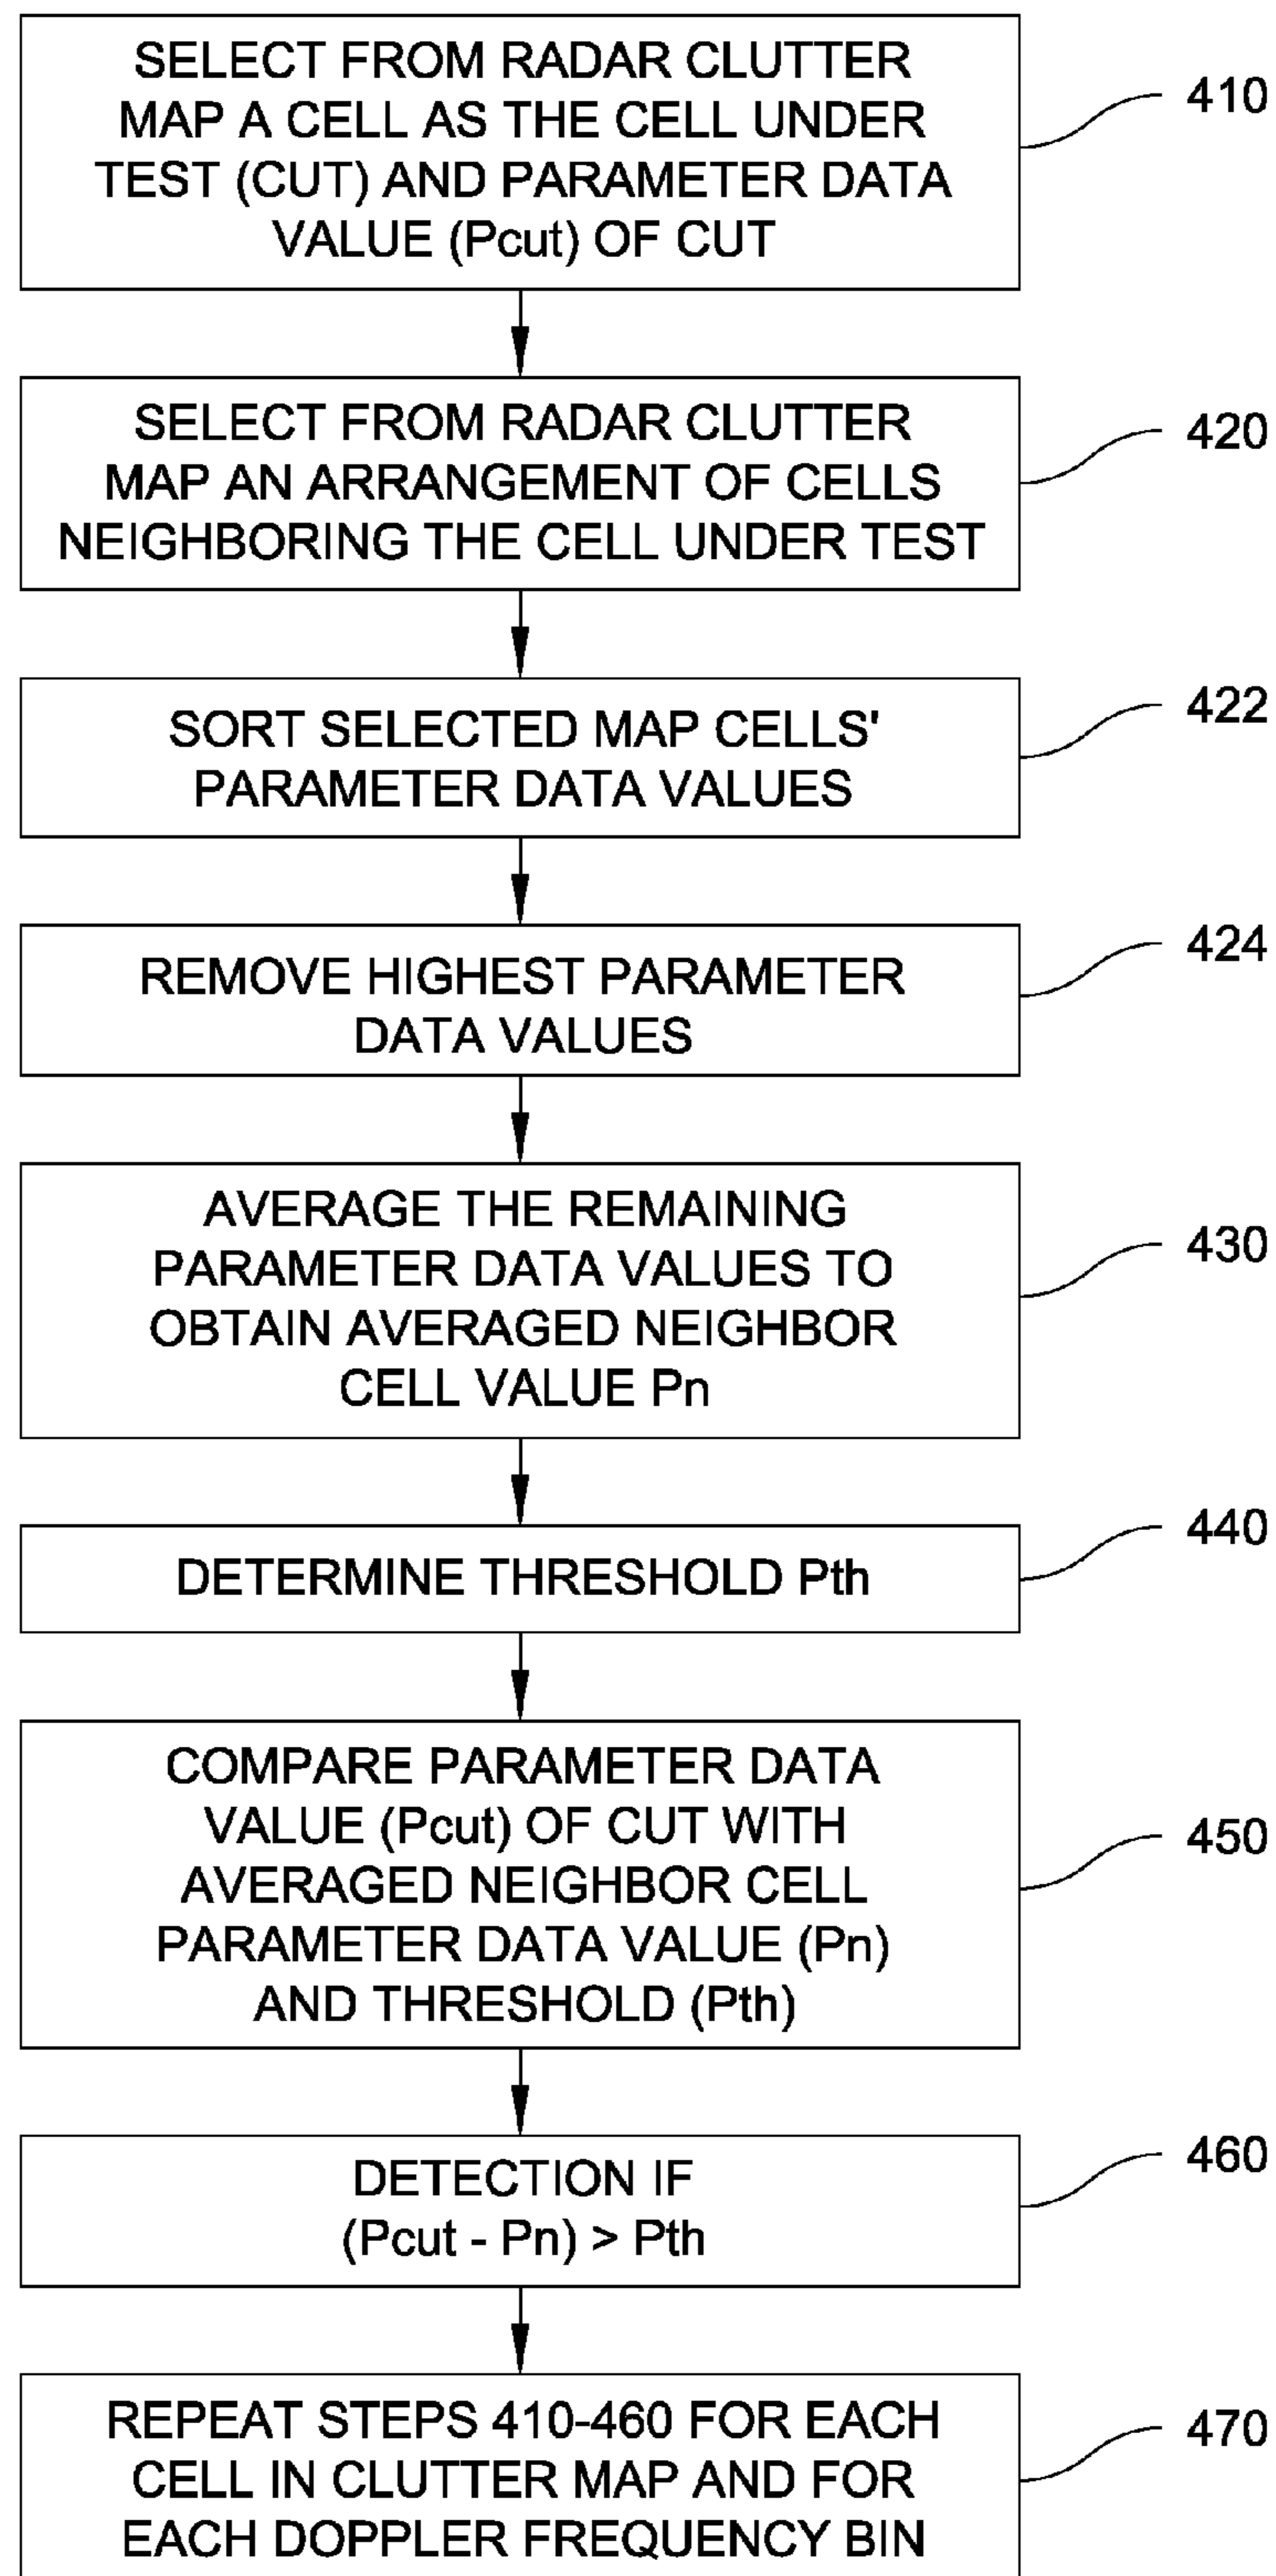 SELECT FROM RADAR CLUTTER
MAP A CELL AS THE CELL UNDER
TEST (CUT) AND PARAMETER DATA
VALUE (Pcut) OF CUT
410
SELECT FROM RADAR CLUTTER
MAP AN ARRANGEMENT OF CELLS
NEIGHBORING THE CELL UNDER TEST
420
SORT SELECTED MAP CELLS'
PARAMETER DATA VALUES
422
REMOVE HIGHEST PARAMETER
DATA VALUES
424
AVERAGE THE REMAINING
PARAMETER DATA VALUES TO
OBTAIN AVERAGED NEIGHBOR
CELL VALUE Pn
430
DETERMINE THRESHOLD Pth
440
COMPARE PARAMETER DATA
VALUE (Pcut) OF CUT WITH
AVERAGED NEIGHBOR CELL
PARAMETER DATA VALUE (Pn)
AND THRESHOLD (Pth)
450
DETECTION IF
(Pcut - Pn) > Pth
460
REPEAT STEPS 410-460 FOR EACH
CELL IN CLUTTER MAP AND FOR
EACH DOPPLER FREQUENCY BIN
470